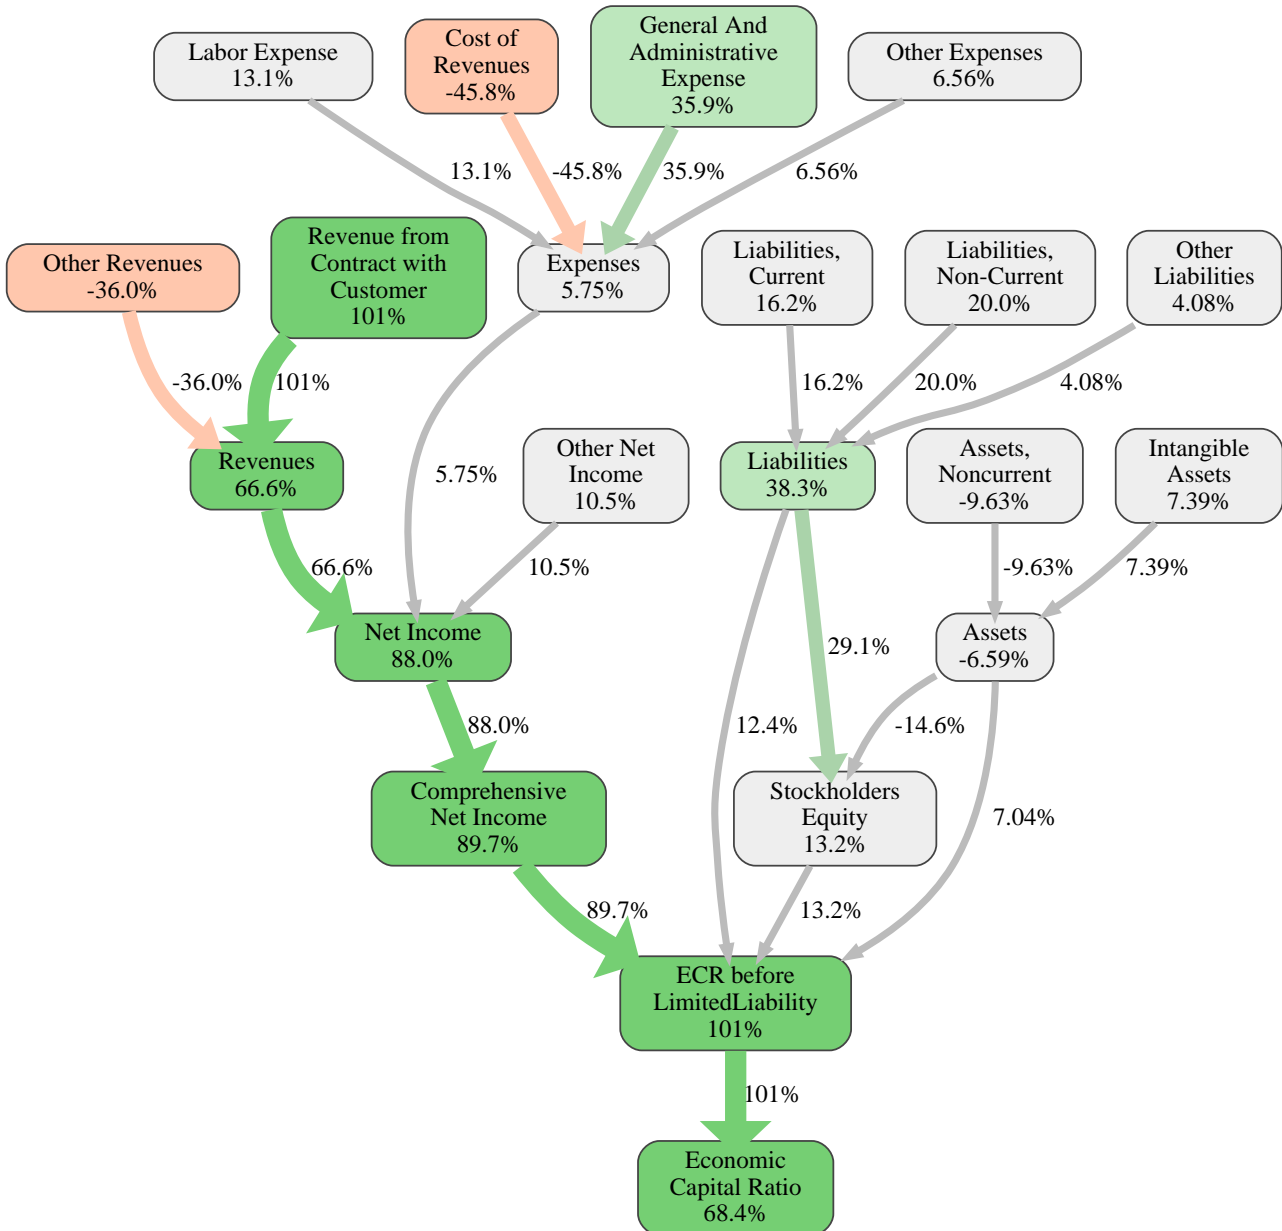 Labor Expense
13.1%
Cost of
Revenues
-45.8%
General And
Administrative
Expense
35.9%
Other Expenses
6.56%
13.1%
-45.8%
35.9%
6.56%
Other Revenues
-36.0%
Revenue from
Contract with
Customer
101%
Expenses
5.75%
Liabilities,
Current
16.2%
Liabilities,
Non-Current
20.0%
Other
Liabilities
4.08%
-36.0%
101%
16.2%
20.0%
4.08%
Revenues
66.6%
5.75%
Other Net
Income
10.5%
Liabilities
38.3%
Assets,
Noncurrent
-9.63%
Intangible
Assets
7.39%
66.6%
10.5%
-9.63%
7.39%
Net Income
88.0%
29.1%
Assets
-6.59%
88.0%
12.4%
-14.6%
Comprehensive
Net Income
89.7%
Stockholders
Equity
13.2%
7.04%
89.7%
13.2%
ECR before
LimitedLiability
101%
101%
Economic
Capital Ratio
68.4%